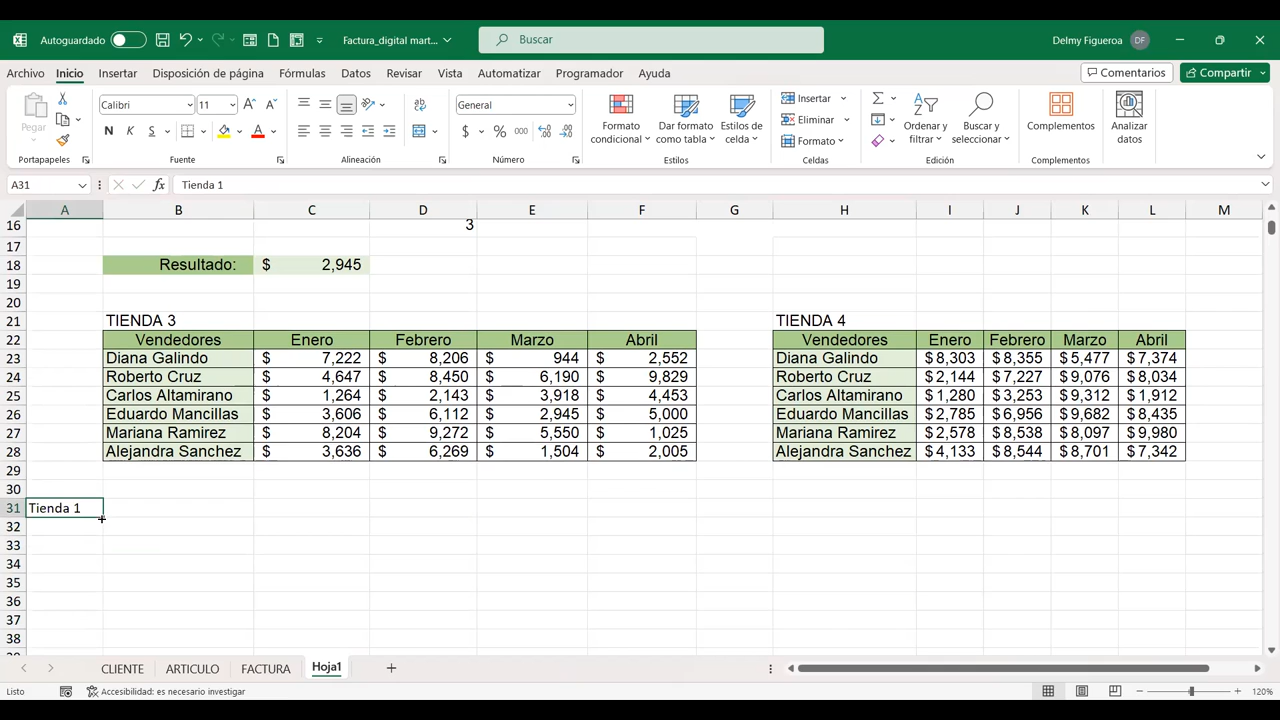 Autoguardado
Factura_digital mart...
Buscar
Delmy Figueroa
DF
Archivo Inicio Insertar Disposición de página Fórmulas Datos Revisar Vista Automatizar Programador Ayuda
Comentarios
Compartir
Pegar
Portapapeles
Calibri 11
N K S
Fuente
ab
Alineación
General
$ % 000
Número
Formato condicional
Dar formato como tabla
Estilos de celda
Estilos
Insertar
Eliminar
Formato
Celdas
Ordenar y filtrar
Buscar y seleccionar
Edición
Complementos
Complementos
Analizar datos
A31 fx Tienda 1
A B C D E F G H I J K L M
16 3
17
18 Resultado: $ 2,945
19
20
21 TIENDA 3 TIENDA 4
22 Vendedores Enero Febrero Marzo Abril Vendedores Enero Febrero Marzo Abril
23 Diana Galindo $ 7,222 $ 8,206 $ 944 $ 2,552 Diana Galindo $ 8,303 $ 8,355 $ 5,477 $ 7,374
24 Roberto Cruz $ 4,647 $ 8,450 $ 6,190 $ 9,829 Roberto Cruz $ 2,144 $ 7,227 $ 9,076 $ 8,034
25 Carlos Altamirano $ 1,264 $ 2,143 $ 3,918 $ 4,453 Carlos Altamirano $ 1,280 $ 3,253 $ 9,312 $ 1,912
26 Eduardo Mancillas $ 3,606 $ 6,112 $ 2,945 $ 5,000 Eduardo Mancillas $ 2,785 $ 6,956 $ 9,682 $ 8,435
27 Mariana Ramirez $ 8,204 $ 9,272 $ 5,550 $ 1,025 Mariana Ramirez $ 2,578 $ 8,538 $ 8,097 $ 9,980
28 Alejandra Sanchez $ 3,636 $ 6,269 $ 1,504 $ 2,005 Alejandra Sanchez $ 4,133 $ 8,544 $ 8,701 $ 7,342
29
30
31 Tienda 1
32
33
34
35
36
37
38
CLIENTE ARTICULO FACTURA Hoja1
Listo
Accesibilidad: es necesario investigar
120%